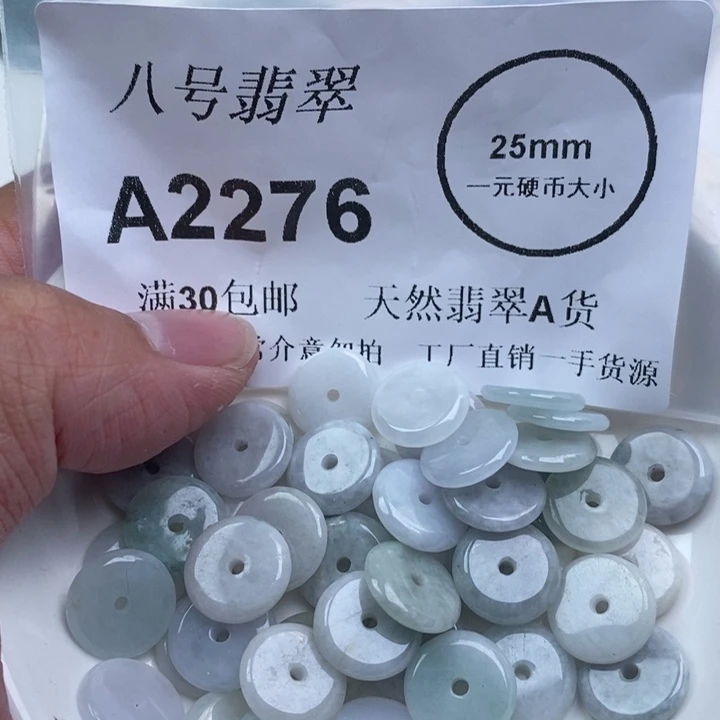 八号翡翠
A2276
25mm
一元硬币大小
满30包邮 天然翡翠A货
介意勿拍 工厂直销一手货源